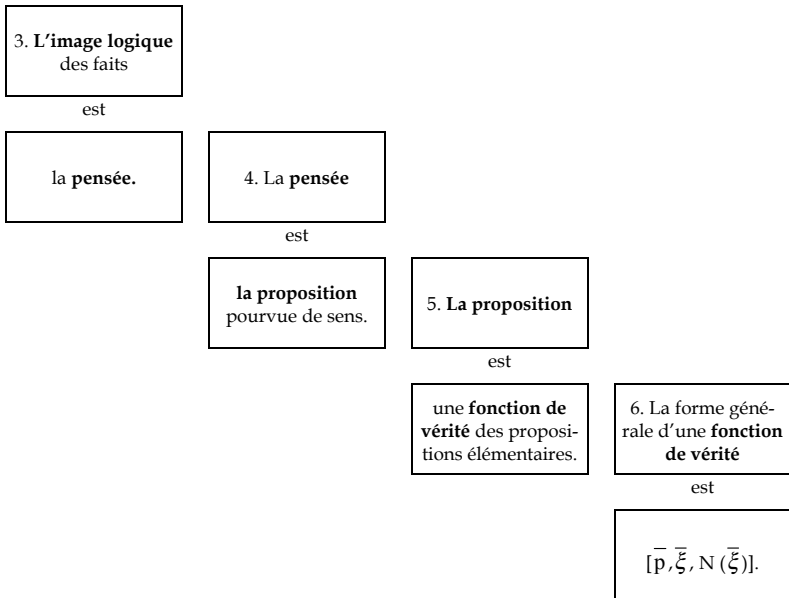 3. L'image logique
des faits
est
la pensée.
4. La pensée
est
la proposition
pourvue de sens.
5. La proposition
est
une fonction de
vérité des proposi-
tions élémentaires.
6. La forme géné-
rale d'une fonction
de vérité
est
[p̅, ξ̅, N (ξ̅)].